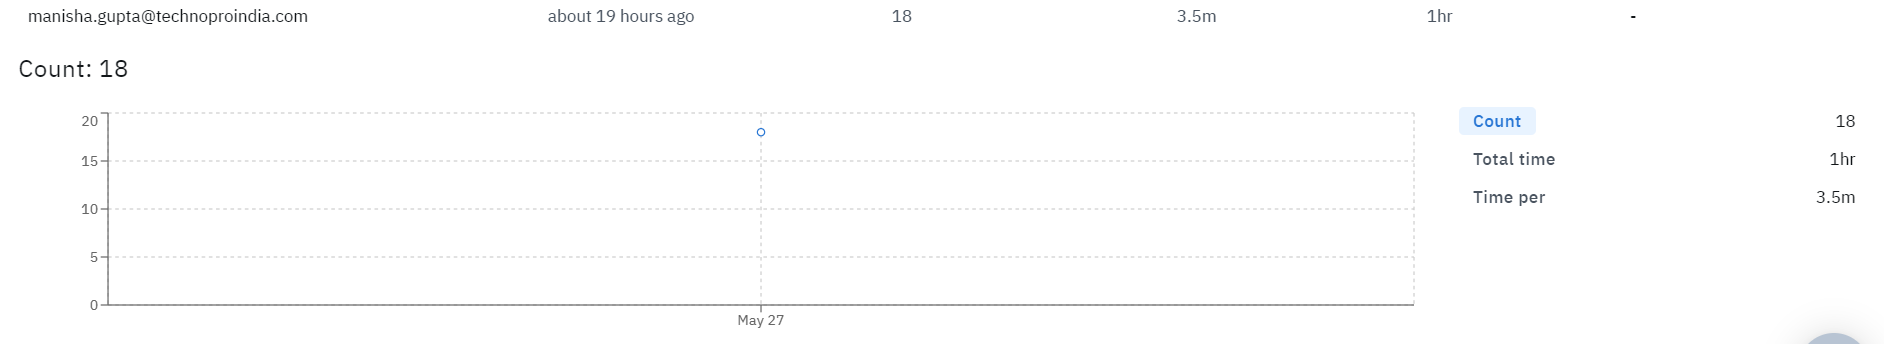 manisha.gupta@technoproindia.com about 19 hours ago 18 3.5m 1hr -
Count: 18
20
15
10
5
0
May 27
Count 18
Total time 1hr
Time per 3.5m